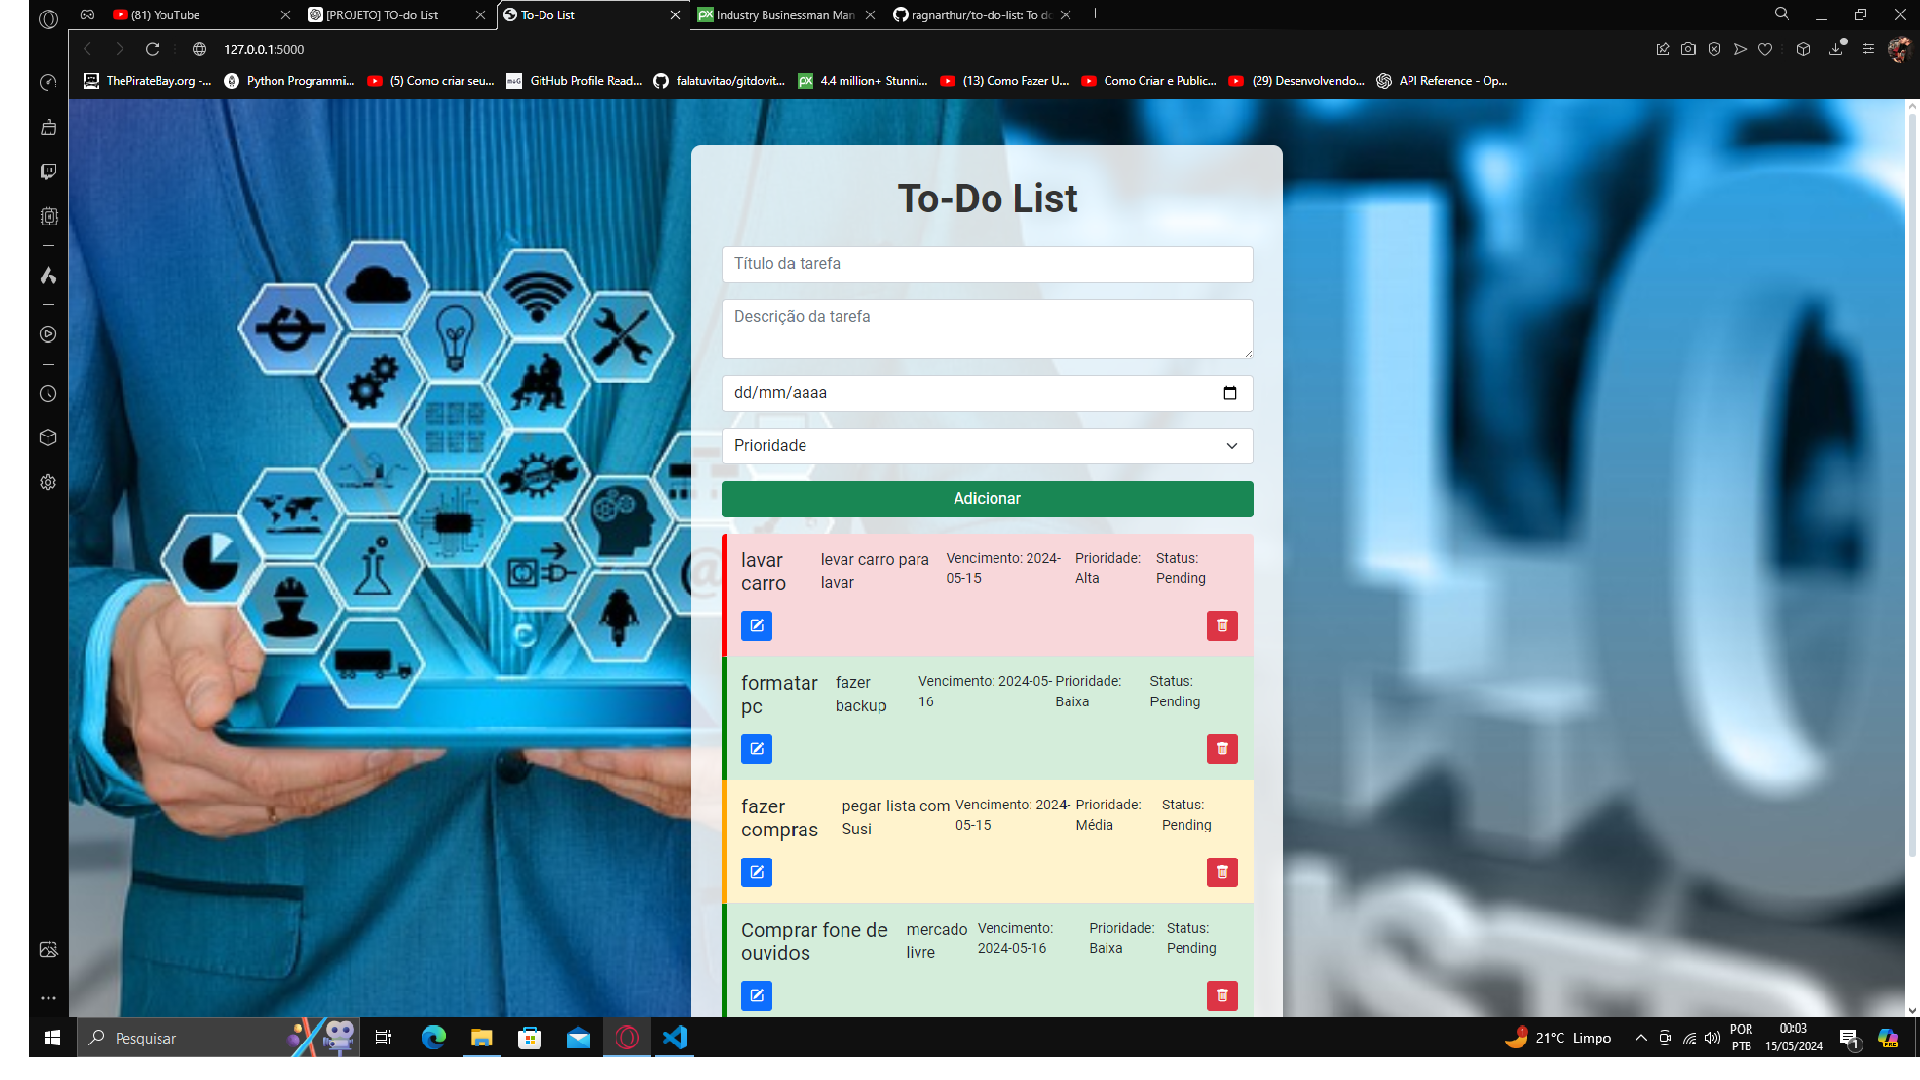 (81) YouTube
[PROJETO] TO-do List
To-Do List
Industry Businessman Man
ragnarthur/to-do-list: To do
127.0.0.1:5000
ThePirateBay.org -...
Python Programmi...
(5) Como criar seu...
GitHub Profile Read...
falatuvitao/gitdovit...
4.4 million+ Stunni...
(13) Como Fazer U...
Como Criar e Public...
(29) Desenvolvendo...
API Reference - Op...
To-Do List
Título da tarefa
Descrição da tarefa
dd/mm/aaaa
Prioridade
Adicionar
lavar carro
levar carro para lavar
Vencimento: 2024-05-15
Prioridade: Alta
Status: Pending
formatar pc
fazer backup
Vencimento: 2024-05-16
Prioridade: Baixa
Status: Pending
fazer compras
pegar lista com Susi
Vencimento: 2024-05-15
Prioridade: Média
Status: Pending
Comprar fone de ouvidos
mercado livre
Vencimento: 2024-05-16
Prioridade: Baixa
Status: Pending
Pesquisar
21°C Limpo
POR
PTB
00:03
15/05/2024
1